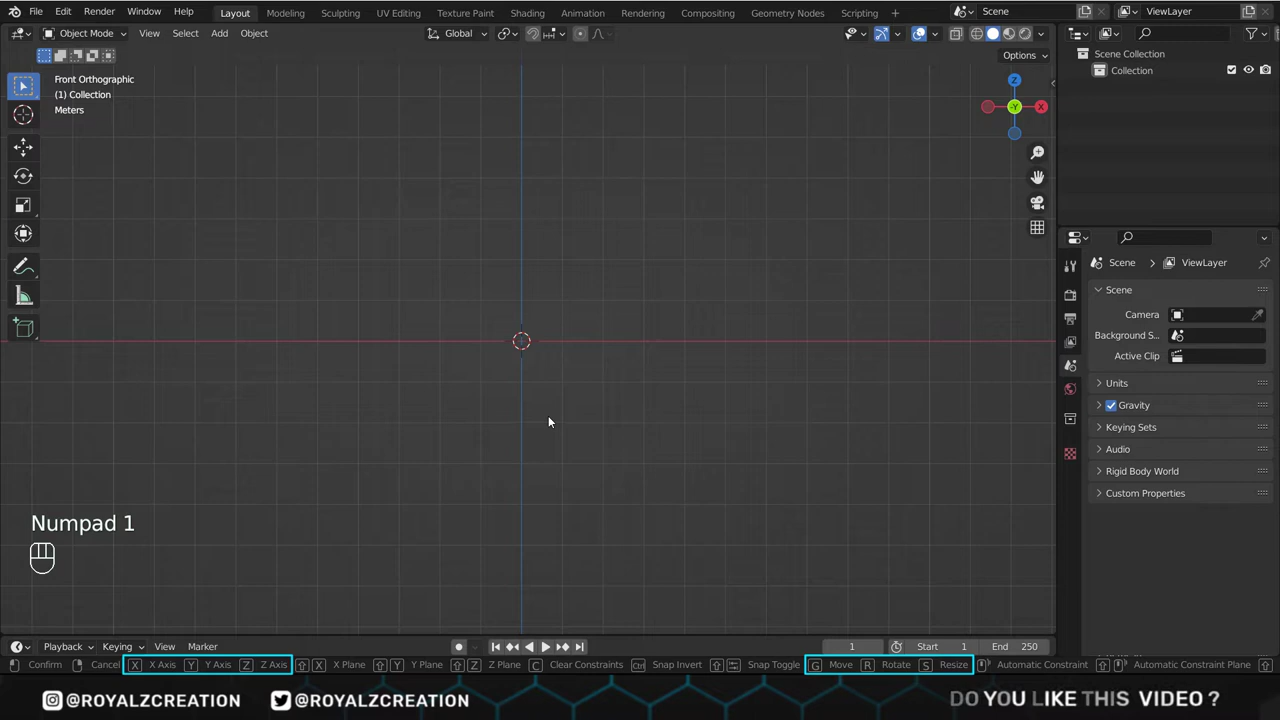 File Edit Render Window Help Layout Modeling Sculpting UV Editing Texture Paint Shading Animation Rendering Compositing Geometry Nodes Scripting + Scene ViewLayer
Object Mode View Select Add Object Global
Options
Front Orthographic
(1) Collection
Meters
Z
X
-Y
Scene Collection
Collection
Scene ViewLayer
Scene
Camera
Background S...
Active Clip
Units
Gravity
Keying Sets
Audio
Rigid Body World
Custom Properties
Numpad 1
Playback Keying View Marker 1 Start 1 End 250
Confirm Cancel X X Axis Y Y Axis Z Z Axis X X Plane Y Y Plane Z Z Plane C Clear Constraints Ctrl Snap Invert Snap Toggle G Move R Rotate S Resize Automatic Constraint Automatic Constraint Plane
@ROYALZCREATION @ROYALZCREATION DO YOU LIKE THIS VIDEO ?